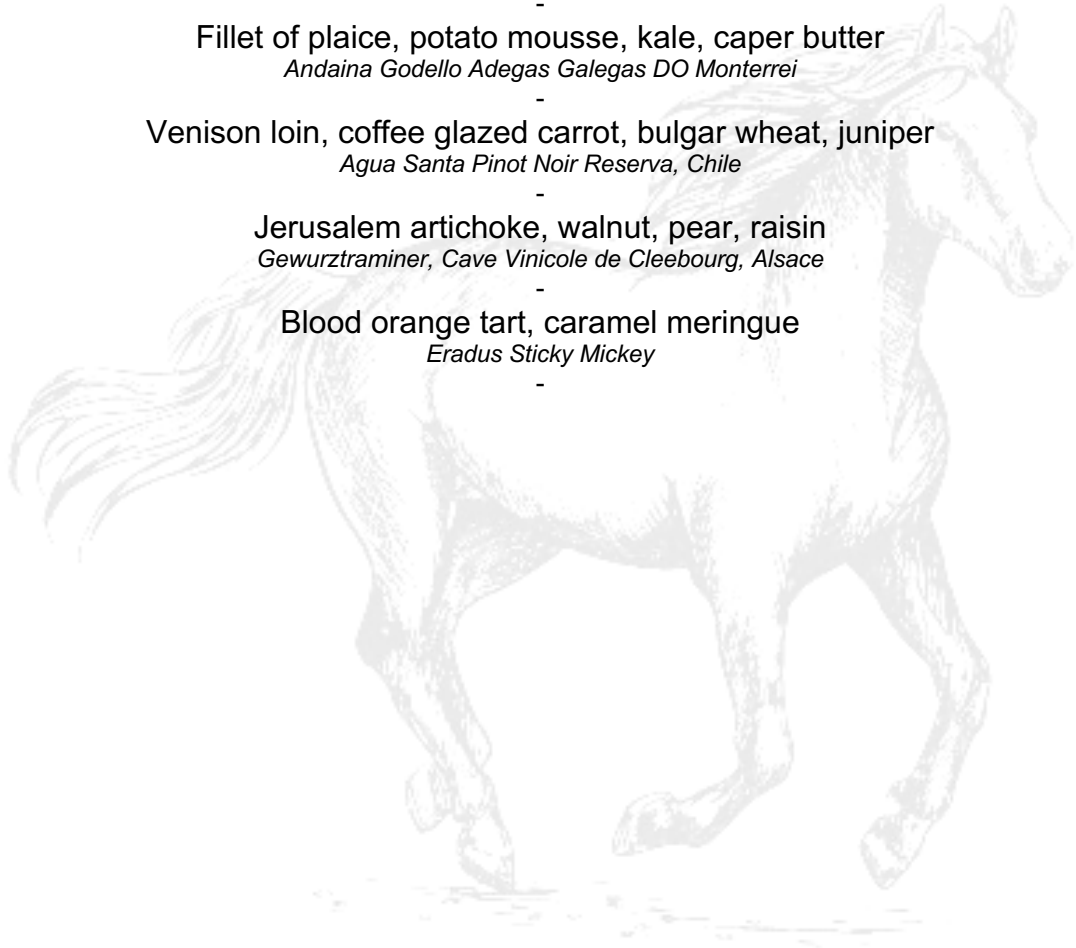 -
Fillet of plaice, potato mousse, kale, caper butter
Andaina Godello Adegas Galegas DO Monterrei
-
Venison loin, coffee glazed carrot, bulgar wheat, juniper
Agua Santa Pinot Noir Reserva, Chile
-
Jerusalem artichoke, walnut, pear, raisin
Gewurztraminer, Cave Vinicole de Cleebourg, Alsace
-
Blood orange tart, caramel meringue
Eradus Sticky Mickey
-